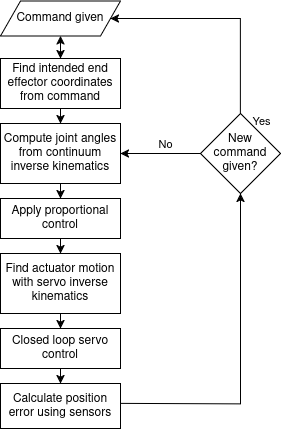 Command given
Find intended end
effector coordinates
from command
Compute joint angles
from continuum
inverse kinematics
Apply proportional
control
Find actuator motion
with servo inverse
kinematics
Closed loop servo
control
Calculate position
error using sensors
No
Yes
New
command
given?